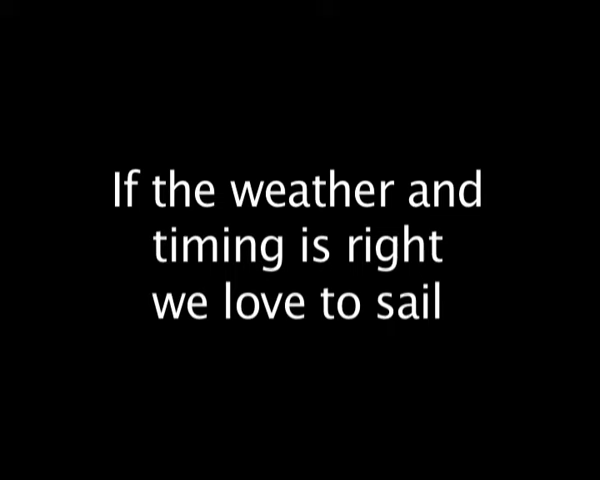 If the weather and
timing is right
we love to sail